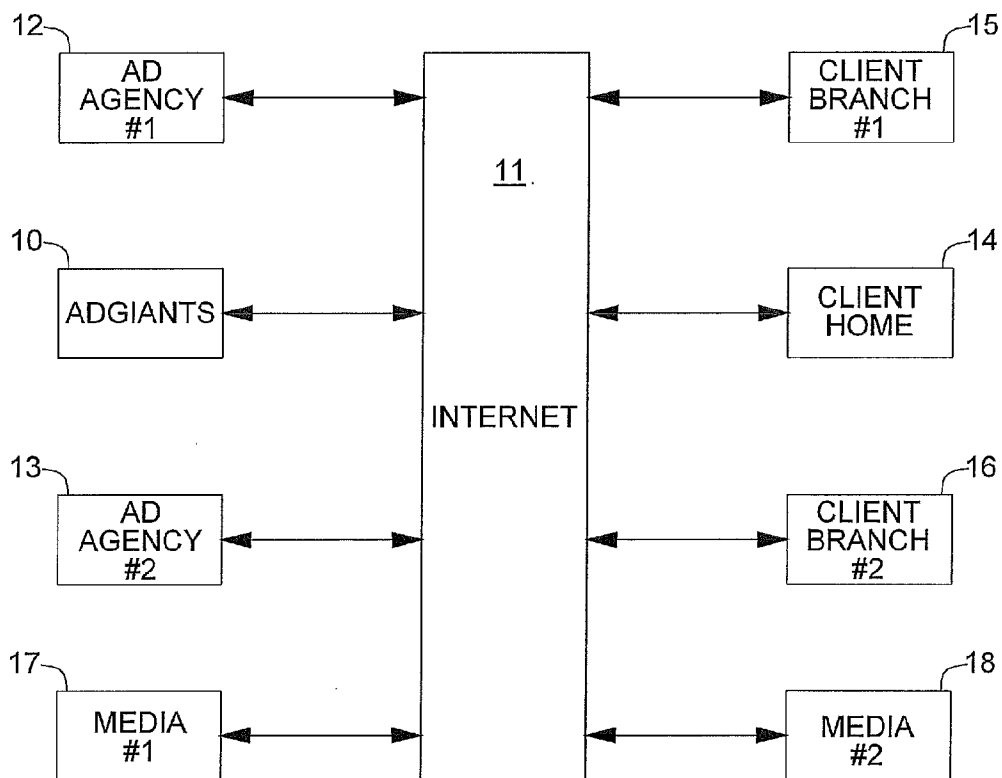 12
AD
AGENCY
#1
15
CLIENT
BRANCH
#1
11
10
ADGIANTS
14
CLIENT
HOME
INTERNET
13
AD
AGENCY
#2
16
CLIENT
BRANCH
#2
17
MEDIA
#1
18
MEDIA
#2